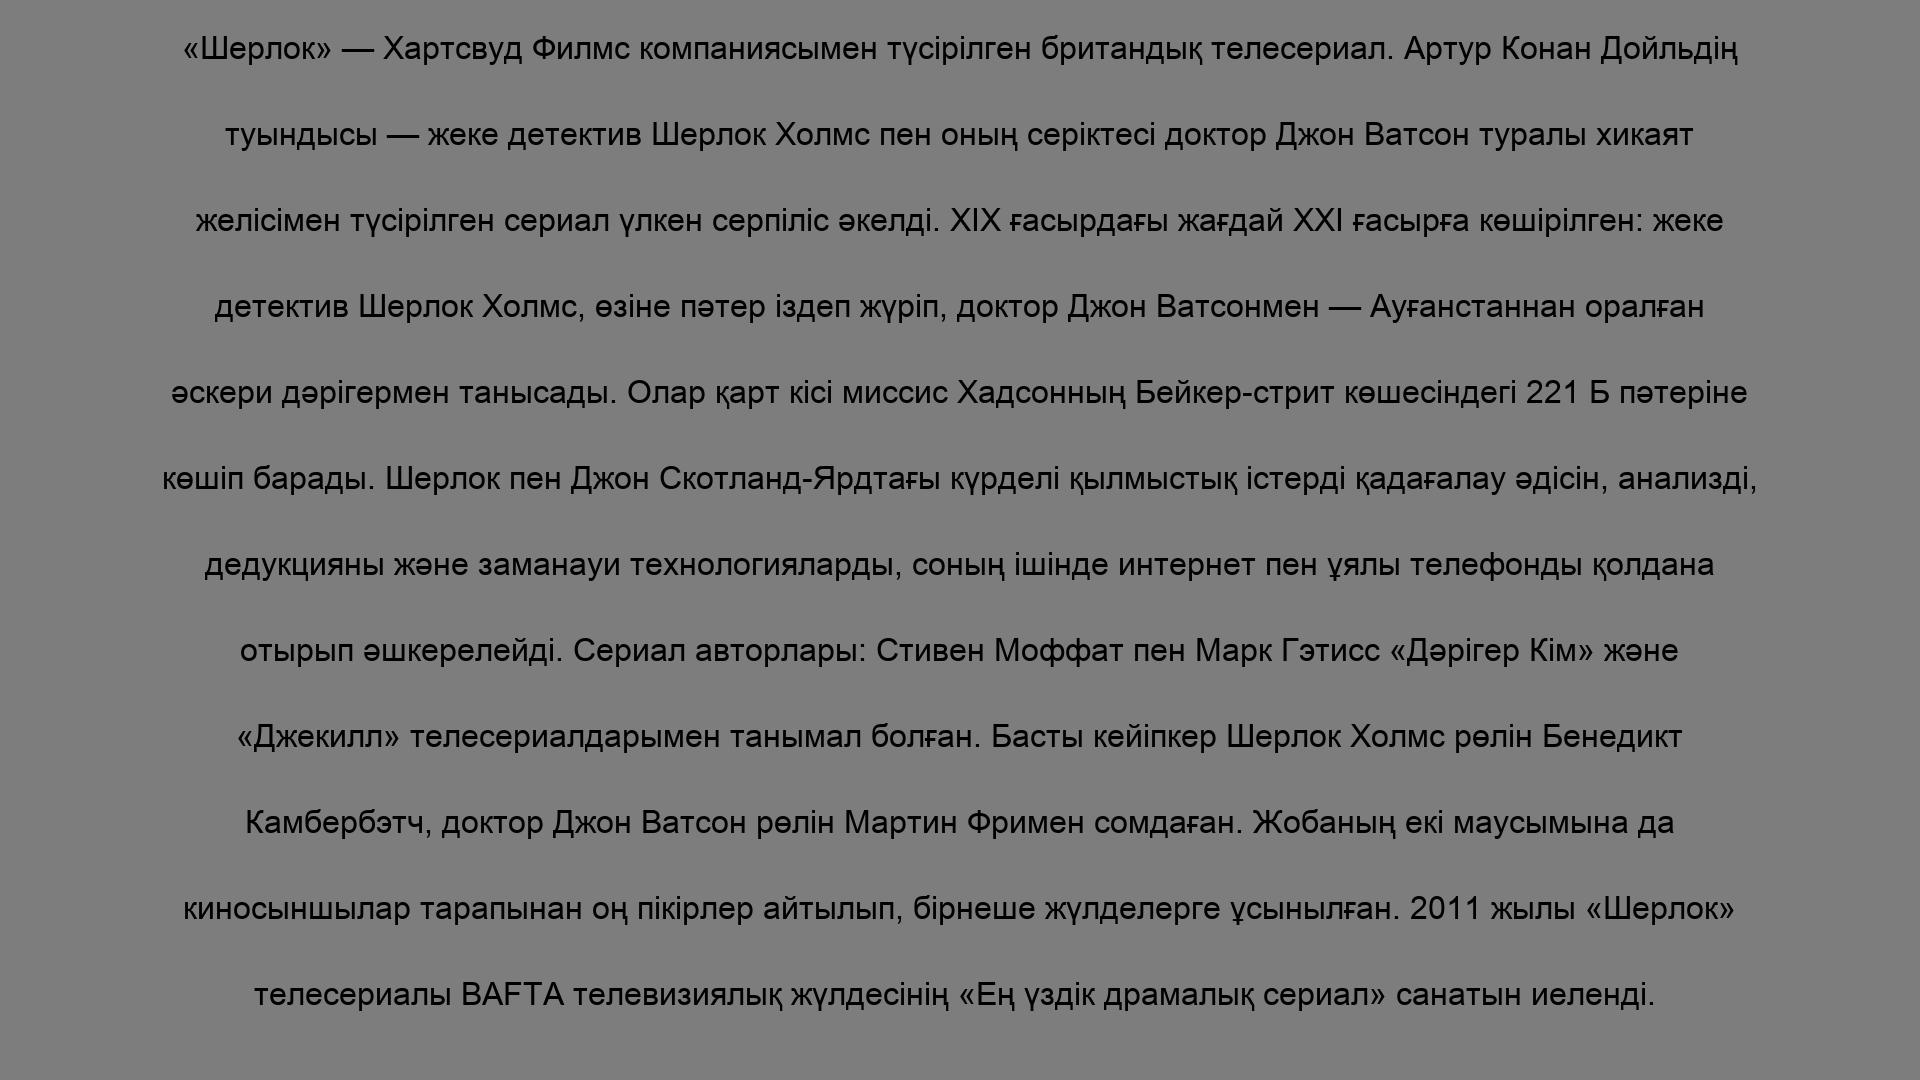 «Шерлок» — Хартсвуд Филмс компаниясымен түсірілген британдық телесериал. Артур Конан Дойльдің
туындысы — жеке детектив Шерлок Холмс пен оның серіктесі доктор Джон Ватсон туралы хикаят
желісімен түсірілген сериал үлкен серпіліс әкелді. XIX ғасырдағы жағдай XXI ғасырға көшірілген: жеке
детектив Шерлок Холмс, өзіне пәтер іздеп жүріп, доктор Джон Ватсонмен — Ауғанстаннан оралған
әскери дәрігермен танысады. Олар қарт кісі миссис Хадсонның Бейкер-стрит көшесіндегі 221 Б пәтеріне
көшіп барады. Шерлок пен Джон Скотланд-Ярдтағы күрделі қылмыстық істерді қадағалау әдісін, анализді,
дедукцияны және заманауи технологияларды, соның ішінде интернет пен ұялы телефонды қолдана
отырып әшкерелейді. Сериал авторлары: Стивен Моффат пен Марк Гэтисс «Дәрігер Кім» және
«Джекилл» телесериалдарымен танымал болған. Басты кейіпкер Шерлок Холмс рөлін Бенедикт
Камбербэтч, доктор Джон Ватсон рөлін Мартин Фримен сомдаған. Жобаның екі маусымына да
киносыншылар тарапынан оң пікірлер айтылып, бірнеше жүлделерге ұсынылған. 2011 жылы «Шерлок»
телесериалы BAFTA телевизиялық жүлдесінің «Ең үздік драмалық сериал» санатын иеленді.